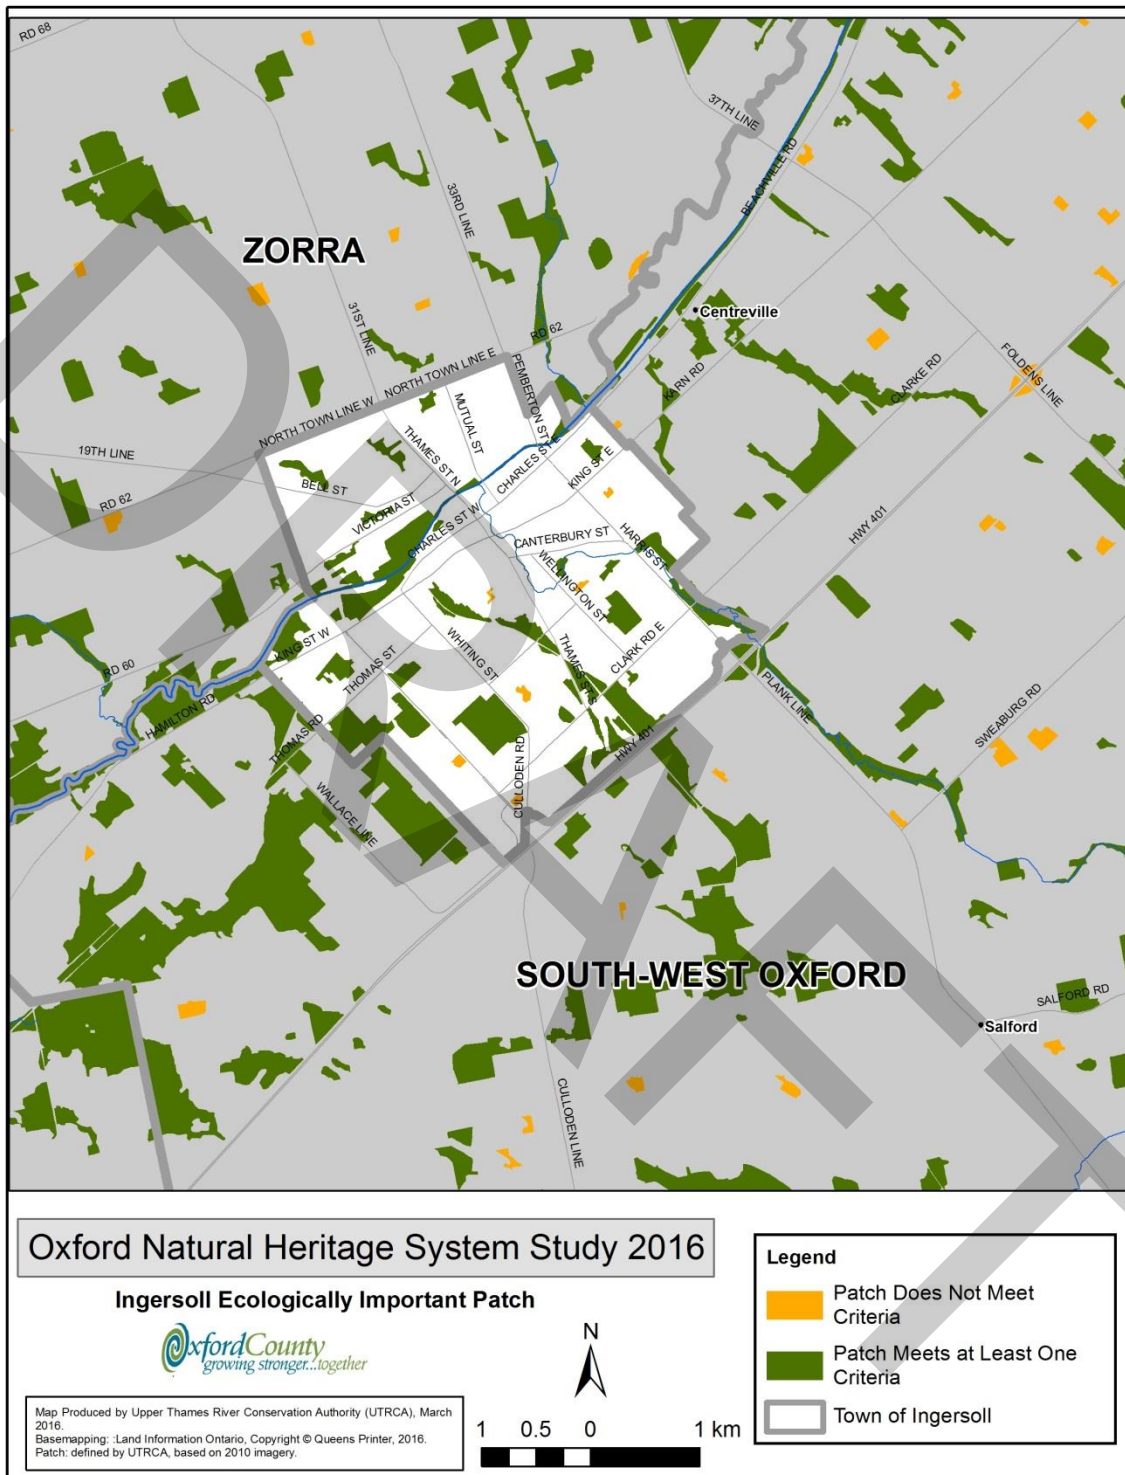 RD 68
37TH LINE
BEACHVILLE RD
33RD LINE
ZORRA
31ST LINE
Centreville
RD 62
FOLDENS LINE
CLARKE RD
KARN RD
NORTH TOWN LINE E
PEMBERTON ST
NORTH TOWN LINE W
MUTUAL ST
THAMES ST N
19TH LINE
BELL ST
CHARLES ST E
KING ST E
RD 62
VICTORIA ST
CHARLES ST W
HWY 401
CANTERBURY ST
HARRIS ST
WELLINGTON ST
KING ST W
WHITING ST
THAMES ST S
CLARK RD E
THOMAS ST
RD 60
HAMILTON RD
THOMAS RD
PLANK LINE
SWEABURG RD
HWY 401
CULLODEN RD
WALLACE LINE
SOUTH-WEST OXFORD
SALFORD RD
Salford
CULLODEN LINE
DRAFT
Oxford Natural Heritage System Study 2016
Ingersoll Ecologically Important Patch
OxfordCounty
growing stronger...together
N
1 0.5 0 1 km
Map Produced by Upper Thames River Conservation Authority (UTRCA), March
2016.
Basemapping: :Land Information Ontario, Copyright © Queens Printer, 2016.
Patch: defined by UTRCA, based on 2010 imagery.
Legend
Patch Does Not Meet
Criteria
Patch Meets at Least One
Criteria
Town of Ingersoll